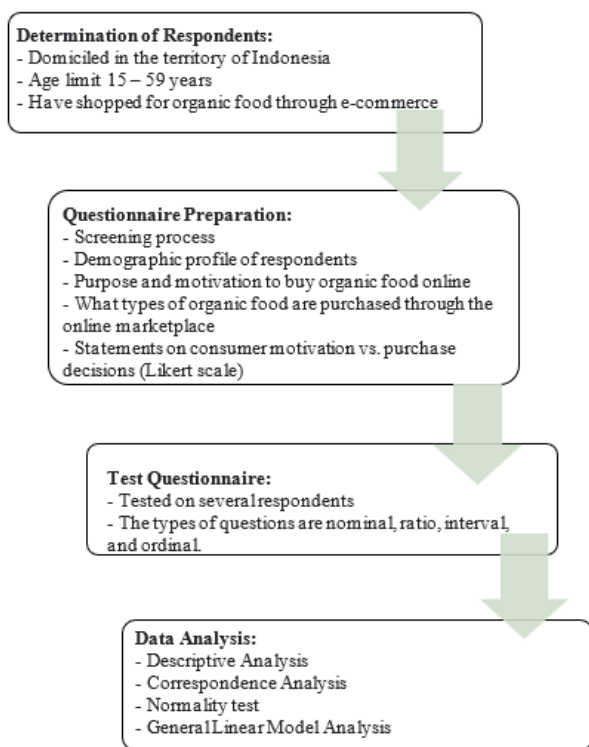 Determination of Respondents:
- Domiciled in the territory of Indonesia
- Age limit 15 – 59 years
- Have shopped for organic food through e-commerce
Questionnaire Preparation:
- Screening process
- Demographic profile of respondents
- Purpose and motivation to buy organic food online
- What types of organic food are purchased through the
online marketplace
- Statements on consumer motivation vs. purchase
decisions (Likert scale)
Test Questionnaire:
- Tested on several respondents
- The types of questions are nominal, ratio, interval,
and ordinal.
Data Analysis:
- Descriptive Analysis
- Correspondence Analysis
- Normality test
- General Linear Model Analysis